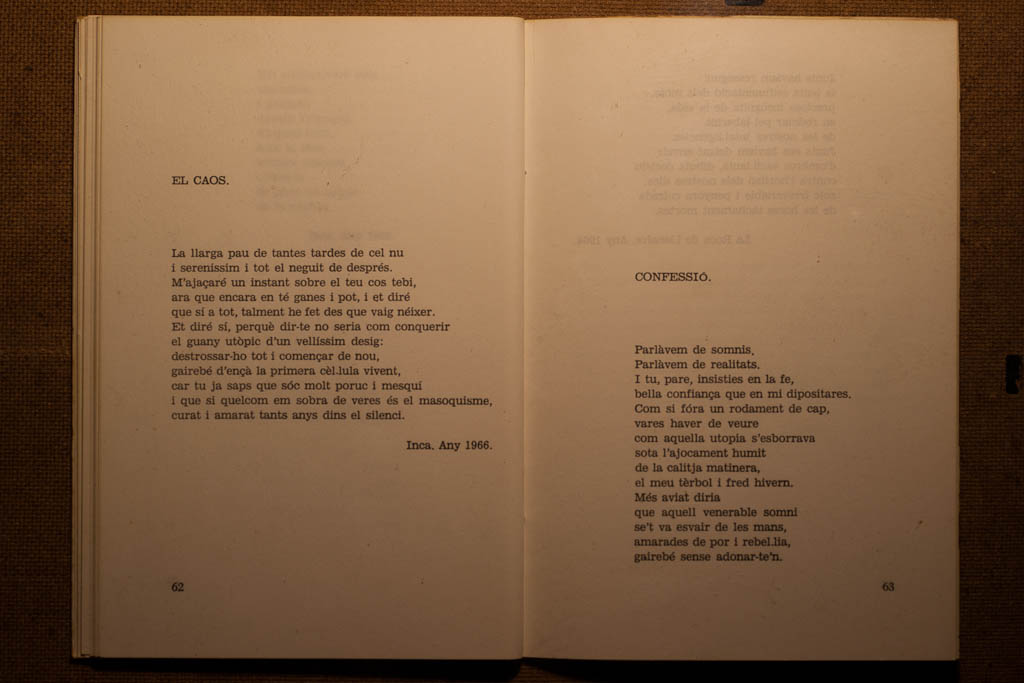 EL CAOS.
La llarga pau de tantes tardes de cel nu
i sereníssim i tot el neguit de després.
M'ajaçaré un instant sobre el teu cos tebi,
ara que encara en té ganes i pot, i et diré
que sí a tot, talment he fet des que vaig néixer.
Et diré sí, perquè dir-te no seria com conquerir
el guany utòpic d'un vellíssim desig:
destrossar-ho tot i començar de nou,
gairebé d'ençà la primera cèl.lula vivent,
car tu ja saps que sóc molt poruc i mesquí
i que si quelcom em sobra de veres és el masoquisme,
curat i amarat tants anys dins el silenci.
Inca. Any 1966.
62
CONFESSIÓ.
Parlàvem de somnis,
Parlàvem de realitats.
I tu, pare, insisties en la fe,
bella confiança que en mi dipositares.
Com si fóra un rodament de cap,
vares haver de veure
com aquella utopia s'esborrava
sota l'ajocament humit
de la calitja matinera,
el meu tèrbol i fred hivern.
Més aviat diria
que aquell venerable somni
se't va esvair de les mans,
amarades de por i rebel.lia,
gairebé sense adonar-te'n.
63